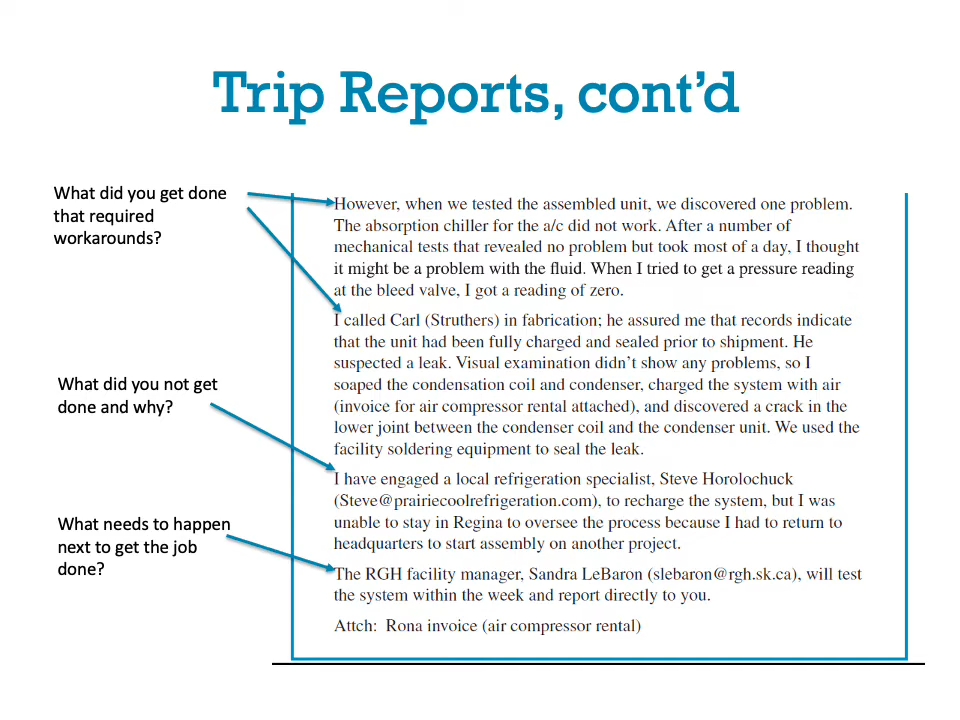 Trip Reports, cont’d
What did you get done
that required
workarounds?
However, when we tested the assembled unit, we discovered one problem.
The absorption chiller for the a/c did not work. After a number of
mechanical tests that revealed no problem but took most of a day, I thought
it might be a problem with the fluid. When I tried to get a pressure reading
at the bleed valve, I got a reading of zero.
I called Carl (Struthers) in fabrication; he assured me that records indicate
that the unit had been fully charged and sealed prior to shipment. He
suspected a leak. Visual examination didn’t show any problems, so I
soaped the condensation coil and condenser, charged the system with air
(invoice for air compressor rental attached), and discovered a crack in the
lower joint between the condenser coil and the condenser unit. We used the
facility soldering equipment to seal the leak.
What did you not get
done and why?
I have engaged a local refrigeration specialist, Steve Horolochuck
(Steve@prairiecoolrefrigeration.com), to recharge the system, but I was
unable to stay in Regina to oversee the process because I had to return to
headquarters to start assembly on another project.
What needs to happen
next to get the job
done?
The RGH facility manager, Sandra LeBaron (slebaron@rgh.sk.ca), will test
the system within the week and report directly to you.
Attch: Rona invoice (air compressor rental)